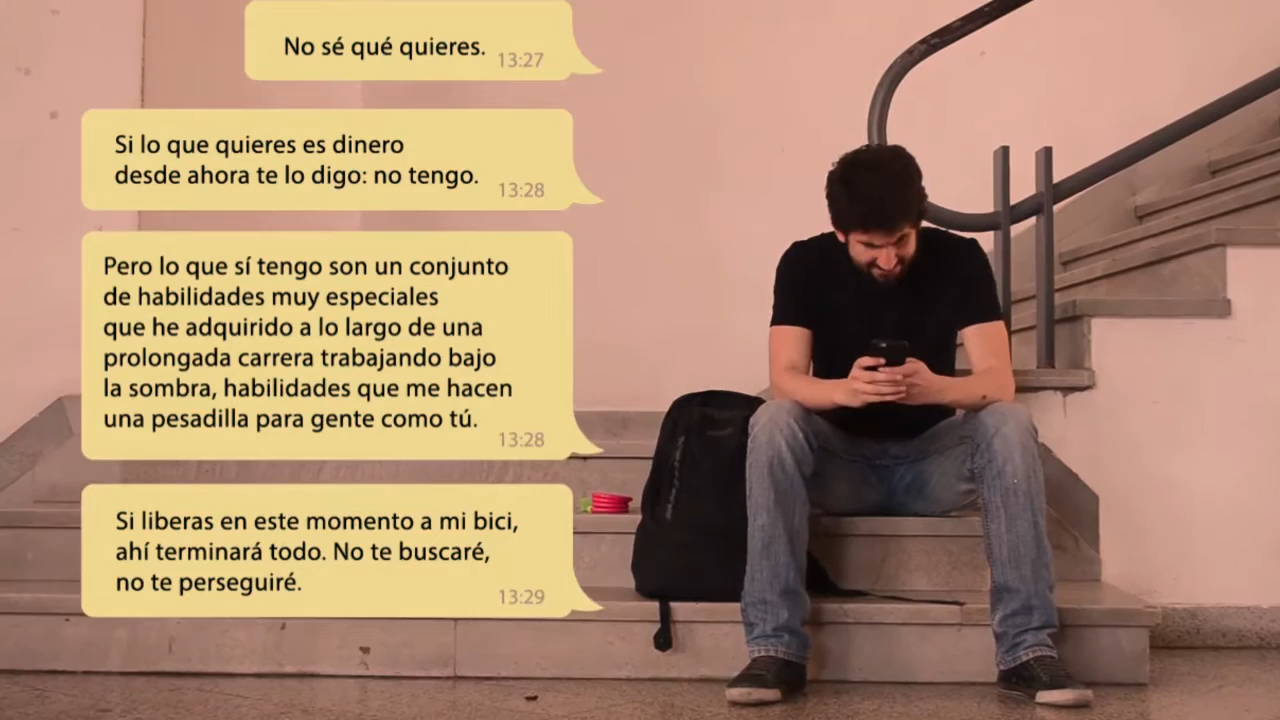 No sé qué quieres.
13:27
Si lo que quieres es dinero
desde ahora te lo digo: no tengo.
13:28
Pero lo que sí tengo son un conjunto
de habilidades muy especiales
que he adquirido a lo largo de una
prolongada carrera trabajando bajo
la sombra, habilidades que me hacen
una pesadilla para gente como tú.
13:28
Si liberas en este momento a mi bici,
ahí terminará todo. No te buscaré,
no te perseguiré.
13:29